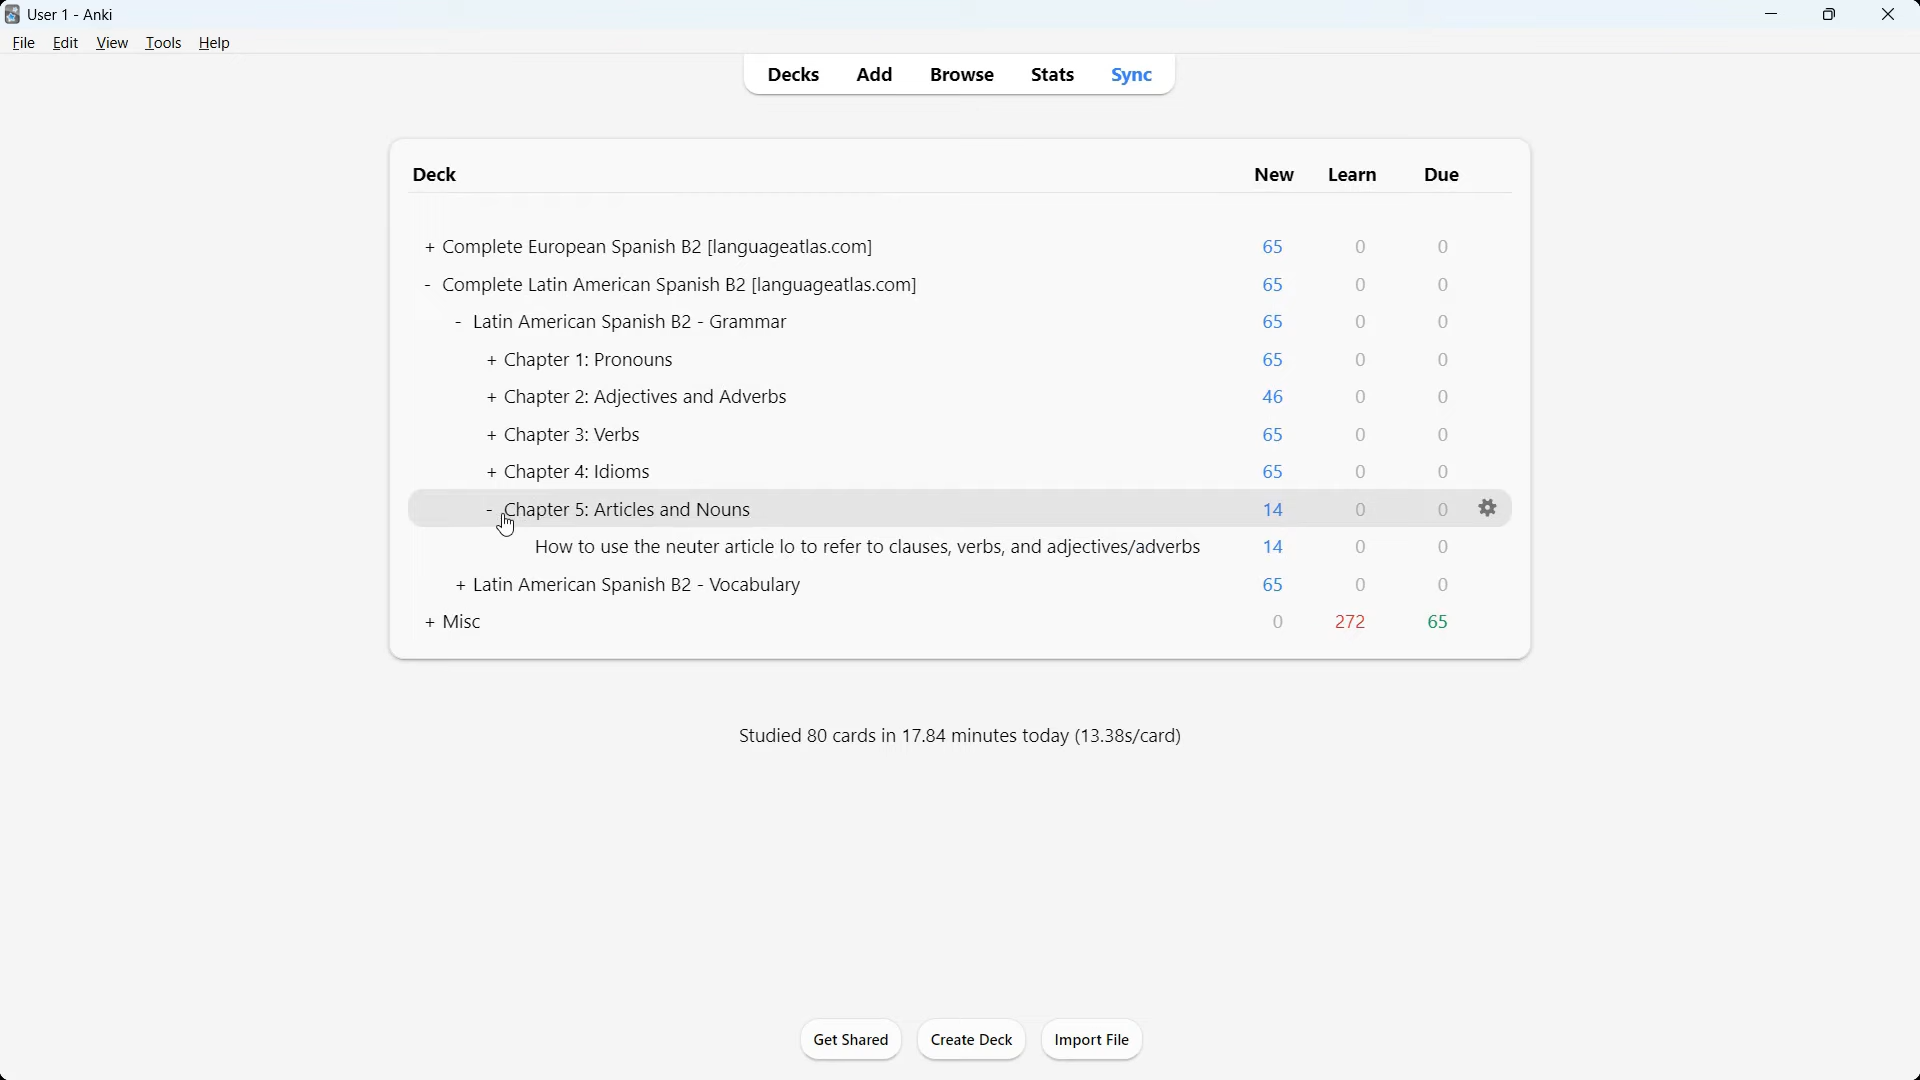 User 1 - Anki
File Edit View Tools Help
Decks Add Browse Stats Sync
Deck New Learn Due
+ Complete European Spanish B2 [languageatlas.com] 65 0 0
- Complete Latin American Spanish B2 [languageatlas.com] 65 0 0
- Latin American Spanish B2 - Grammar 65 0 0
+ Chapter 1: Pronouns 65 0 0
+ Chapter 2: Adjectives and Adverbs 46 0 0
+ Chapter 3: Verbs 65 0 0
+ Chapter 4: Idioms 65 0 0
- Chapter 5: Articles and Nouns 14 0 0
How to use the neuter article lo to refer to clauses, verbs, and adjectives/adverbs 14 0 0
+ Latin American Spanish B2 - Vocabulary 65 0 0
+ Misc 0 272 65
Studied 80 cards in 17.84 minutes today (13.38s/card)
Get Shared Create Deck Import File